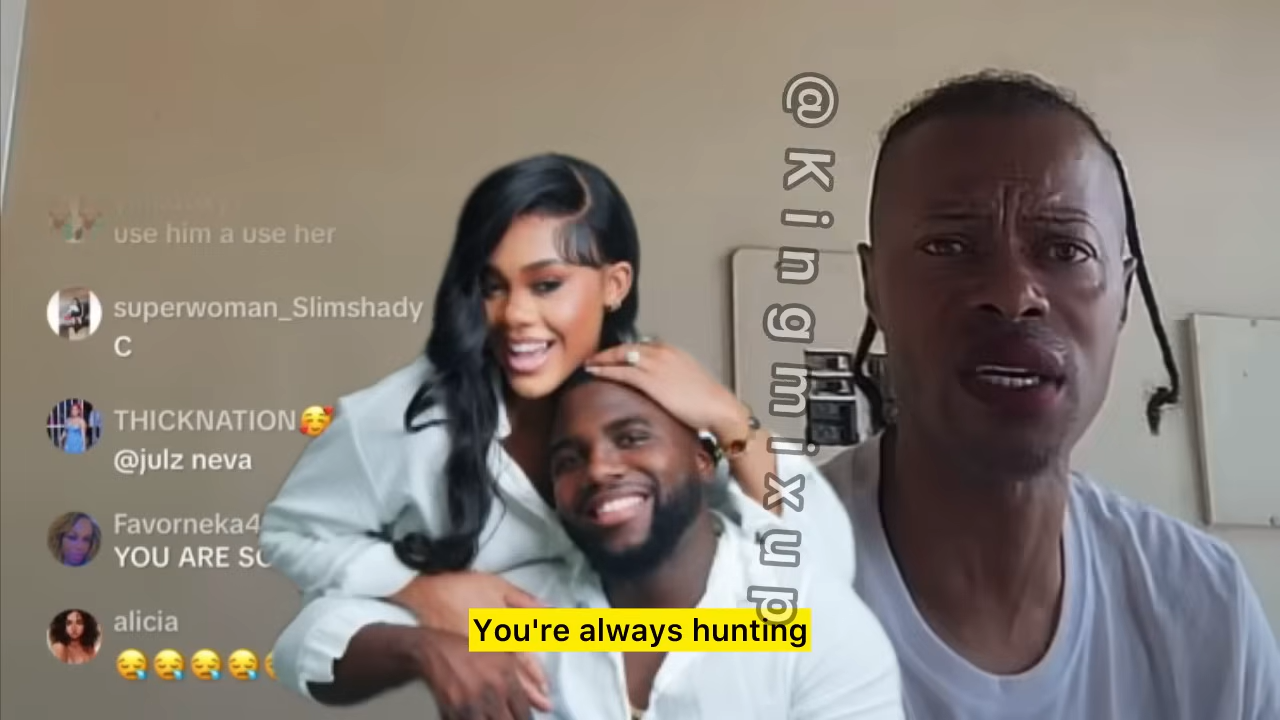 use him a use her
superwoman_Slimshady
C
THICKNATION🥰
@julz neva
Favorneka4
YOU ARE SO
alicia
😪😪😪😪
@Kingmixup
You're always hunting